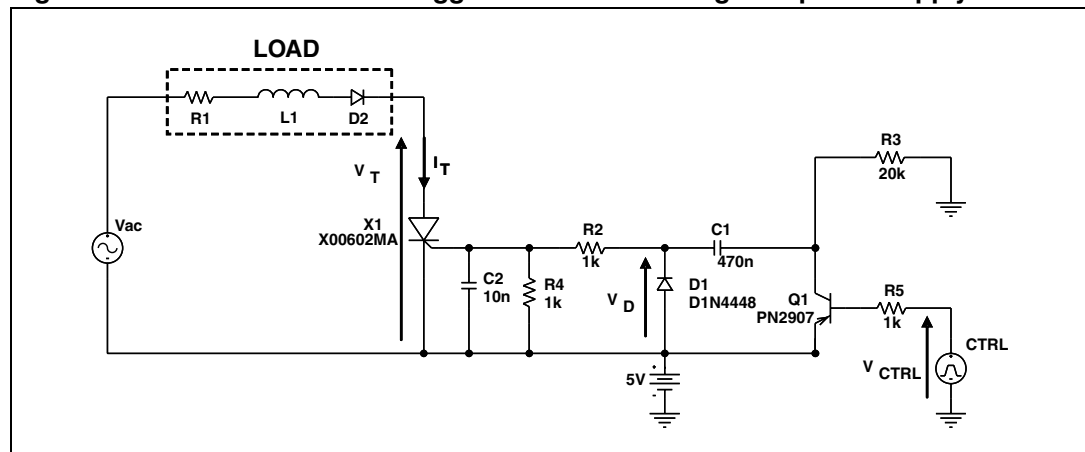 LOAD
R1
L1
D2
V T
I T
R3
20k
Vac
X1
X00602MA
R2
1k
C1
470n
C2
10n
R4
1k
V D
D1
D1N4448
Q1
PN2907
R5
1k
CTRL
V CTRL
5V
+
-